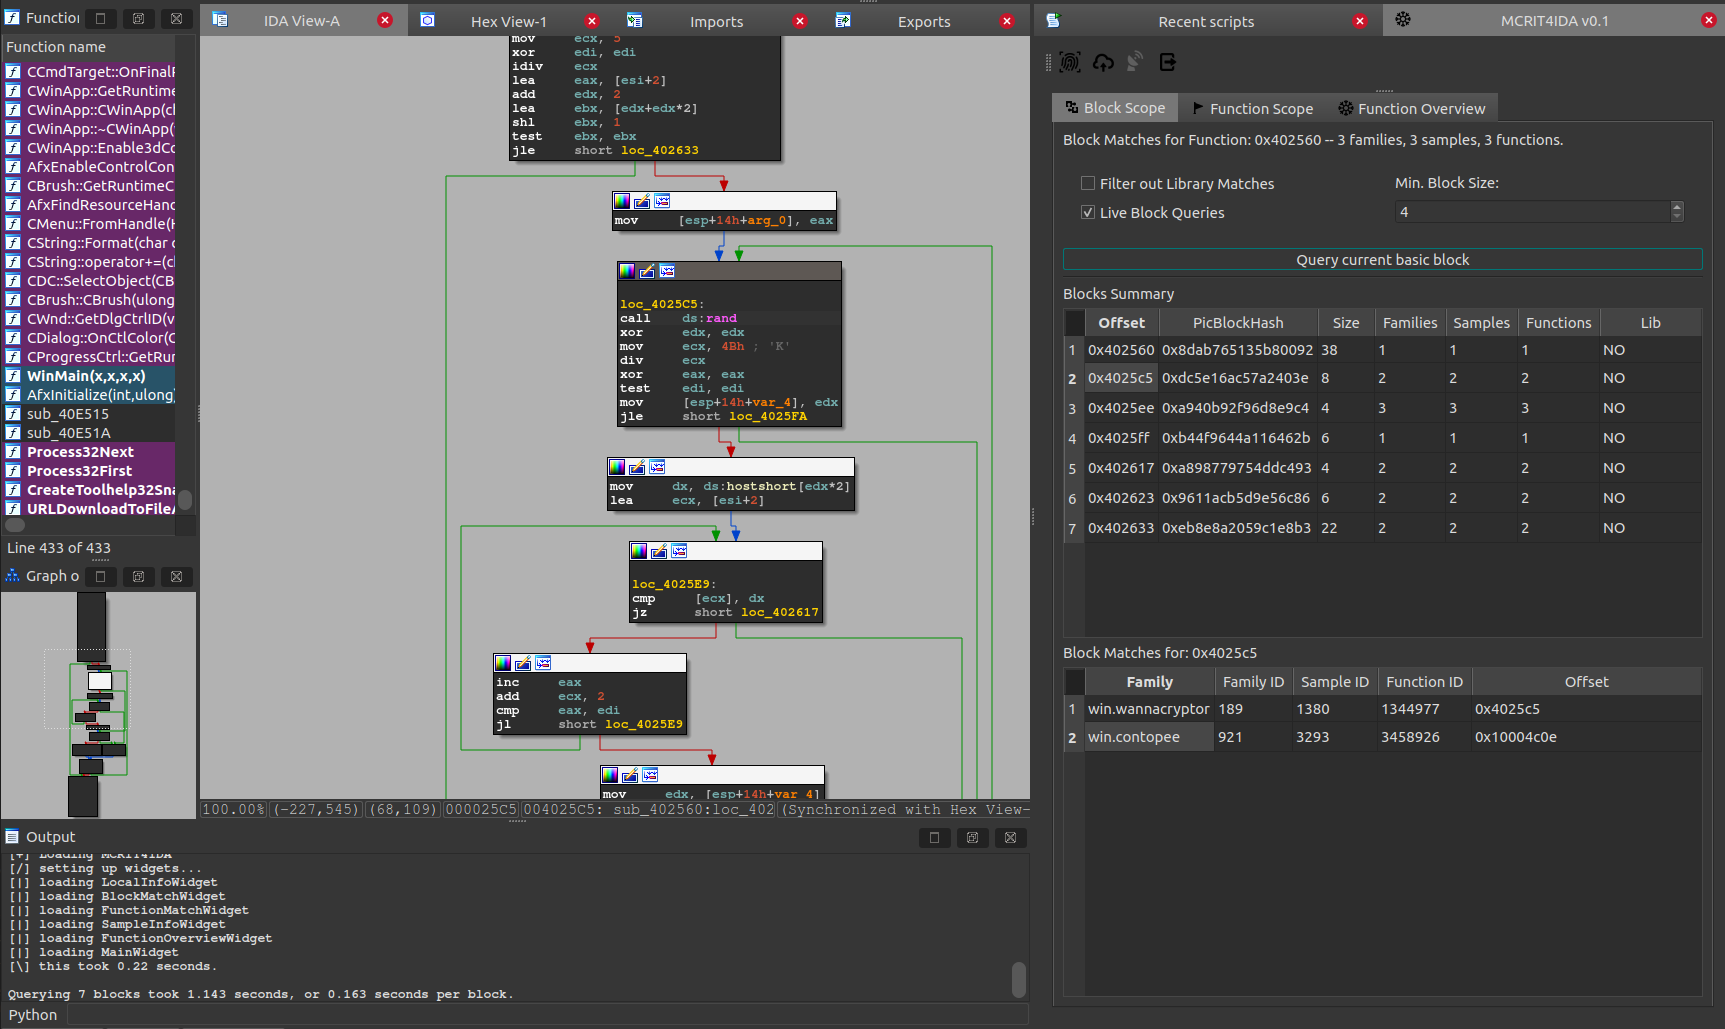 Function
Function name
CCmdTarget::OnFinalR
CWinApp::GetRuntime
CWinApp::CWinApp(ch
CWinApp::~CWinApp(
CWinApp::Enable3dCo
AfxEnableControlCon
CBrush::GetRuntimeC
AfxFindResourceHand
CMenu::FromHandle(H
CString::Format(char c
CString::operator+=(ch
CDC::SelectObject(CB
CBrush::CBrush(ulong
CWnd::GetDlgCtrlID(v
CDialog::OnCtlColor(C
CProgressCtrl::GetRun
WinMain(x,x,x,x)
AfxInitialize(int,ulong)
sub_40E515
sub_40E51A
Process32Next
Process32First
CreateToolhelp32Sna
URLDownloadToFileA
Line 433 of 433
Graph o
IDA View-A
Hex View-1
Imports
Exports
mov ecx, 5
xor edi, edi
idiv ecx
lea eax, [esi+2]
add edx, 2
lea ebx, [edx+edx*2]
shl ebx, 1
test ebx, ebx
jle short loc_402633
mov [esp+14h+arg_0], eax
loc_4025C5:
call ds:rand
xor edx, edx
mov ecx, 4Bh ; 'K'
div ecx
xor eax, eax
test edi, edi
mov [esp+14h+var_4], edx
jle short loc_4025FA
mov dx, ds:hostshort[edx*2]
lea ecx, [esi+2]
loc_4025E9:
cmp [ecx], dx
jz short loc_402617
inc eax
add ecx, 2
cmp eax, edi
jl short loc_4025E9
mov edx, [esp+14h+var_4]
100.00% (-227,545) (68,109) 000025C5 004025C5: sub_402560:loc_402 (Synchronized with Hex View-
Output
[+] Loading MCRIT4IDA
[/] setting up widgets...
[|] loading LocalInfoWidget
[|] loading BlockMatchWidget
[|] loading FunctionMatchWidget
[|] loading SampleInfoWidget
[|] loading FunctionOverviewWidget
[|] loading MainWidget
[\] this took 0.22 seconds.
Querying 7 blocks took 1.143 seconds, or 0.163 seconds per block.
Python
Recent scripts
MCRIT4IDA v0.1
Block Scope
Function Scope
Function Overview
Block Matches for Function: 0x402560 -- 3 families, 3 samples, 3 functions.
Filter out Library Matches
Min. Block Size:
Live Block Queries
4
Query current basic block
Blocks Summary
Offset PicBlockHash Size Families Samples Functions Lib
1 0x402560 0x8dab765135b80092 38 1 1 1 NO
2 0x4025c5 0xdc5e16ac57a2403e 8 2 2 2 NO
3 0x4025ee 0xa940b92f96d8e9c4 4 3 3 3 NO
4 0x4025ff 0xb44f9644a116462b 6 1 1 1 NO
5 0x402617 0xa898779754ddc493 4 2 2 2 NO
6 0x402623 0x9611acb5d9e56c86 6 2 2 2 NO
7 0x402633 0xeb8e8a2059c1e8b3 22 2 2 2 NO
Block Matches for: 0x4025c5
Family Family ID Sample ID Function ID Offset
1 win.wannacryptor 189 1380 1344977 0x4025c5
2 win.contopee 921 3293 3458926 0x10004c0e